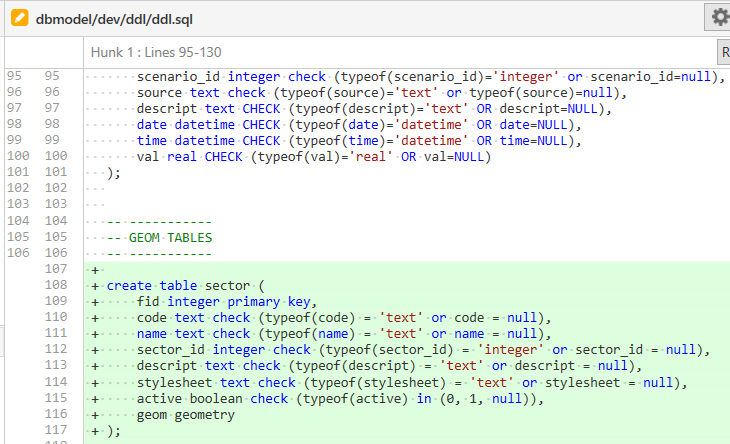 dbmodel/dev/ddl/ddl.sql
Hunk 1 : Lines 95-130
R
95 95 scenario_id integer check (typeof(scenario_id)='integer' or scenario_id=null),
96 96 source text check (typeof(source)='text' or typeof(source)=null),
97 97 descript text CHECK (typeof(descript)='text' OR descript=NULL),
98 98 date datetime CHECK (typeof(date)='datetime' OR date=NULL),
99 99 time datetime CHECK (typeof(time)='datetime' OR time=NULL),
100 100 val real CHECK (typeof(val)='real' OR val=NULL)
101 101 );
102 102
103 103
104 104 -- ------------
105 105 -- GEOM TABLES
106 106 -- ------------
107 +
108 + create table sector (
109 + fid integer primary key,
110 + code text check (typeof(code) = 'text' or code = null),
111 + name text check (typeof(name) = 'text' or name = null),
112 + sector_id integer check (typeof(sector_id) = 'integer' or sector_id = null),
113 + descript text check (typeof(descript) = 'text' or descript = null),
114 + stylesheet text check (typeof(stylesheet) = 'text' or stylesheet = null),
115 + active boolean check (typeof(active) in (0, 1, null)),
116 + geom geometry
117 + );